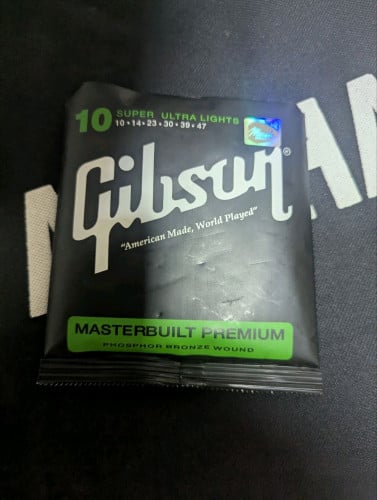 10 SUPER ULTRA LIGHTS
10•14•23•30•39•47
Gibson®
"American Made, World Played"
MASTERBUILT PREMIUM
PHOSPHOR BRONZE WOUND